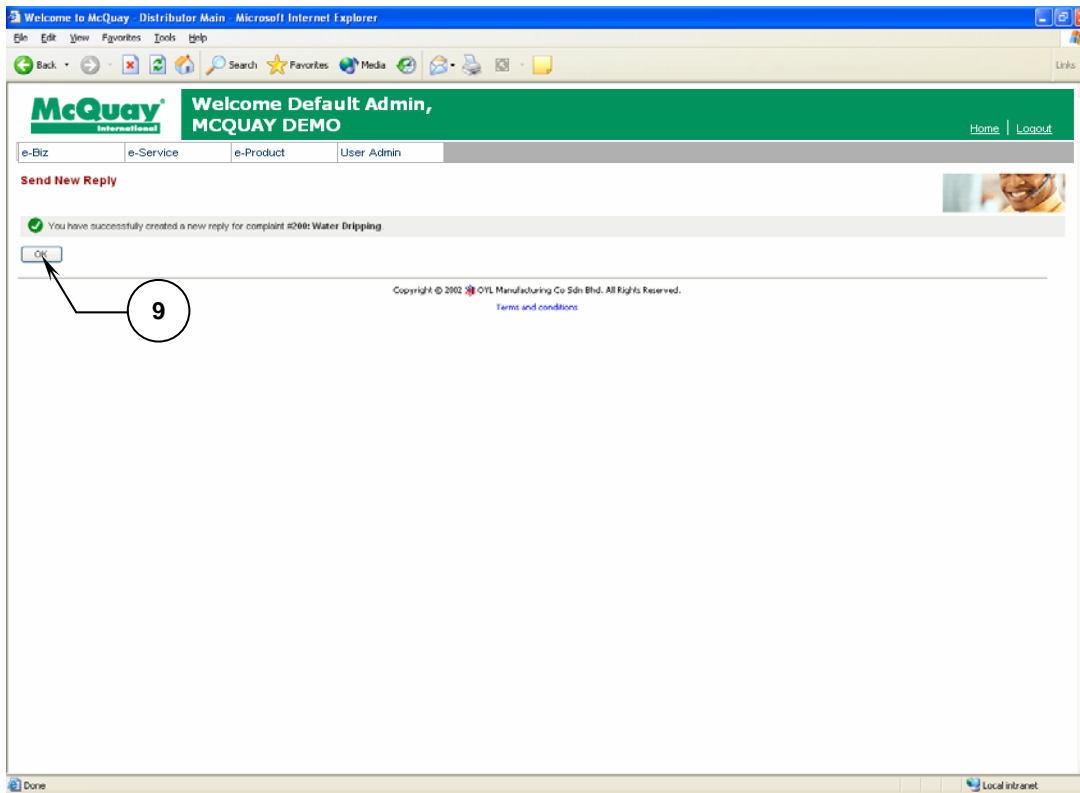 Welcome to McQuay - Distributor Main - Microsoft Internet Explorer
File Edit View Favorites Tools Help
Back Search Favorites Media Links
McQuay International
Welcome Default Admin,
MCQUAY DEMO
Home | Logout
e-Biz e-Service e-Product User Admin
Send New Reply
You have successfully created a new reply for complaint #200: Water Dripping.
OK
9
Copyright © 2002 OYL Manufacturing Co Sdn Bhd. All Rights Reserved.
Terms and conditions
Done Local intranet